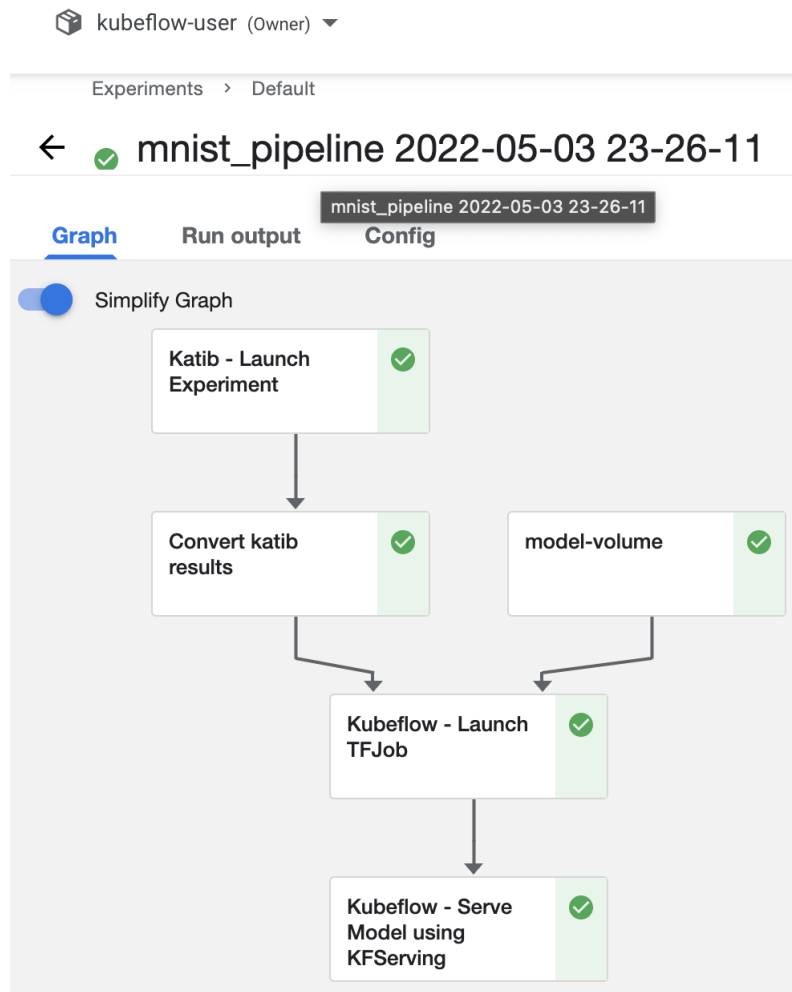 kubeflow-user (Owner)
Experiments > Default
mnist_pipeline 2022-05-03 23-26-11
mnist_pipeline 2022-05-03 23-26-11
Graph Run output Config
Simplify Graph
Katib - Launch
Experiment
Convert katib
results
model-volume
Kubeflow - Launch
TFJob
Kubeflow - Serve
Model using
KFServing